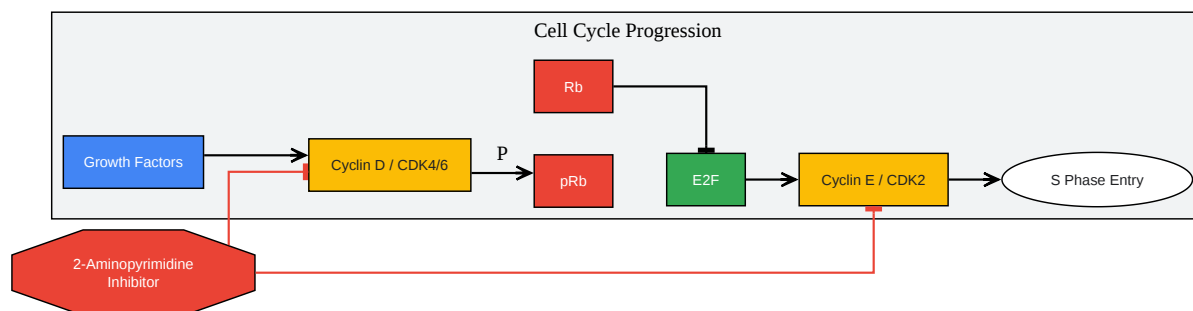 Cell Cycle Progression
Rb
Growth Factors
Cyclin D / CDK4/6
P
pRb
E2F
Cyclin E / CDK2
S Phase Entry
2-Aminopyrimidine
Inhibitor